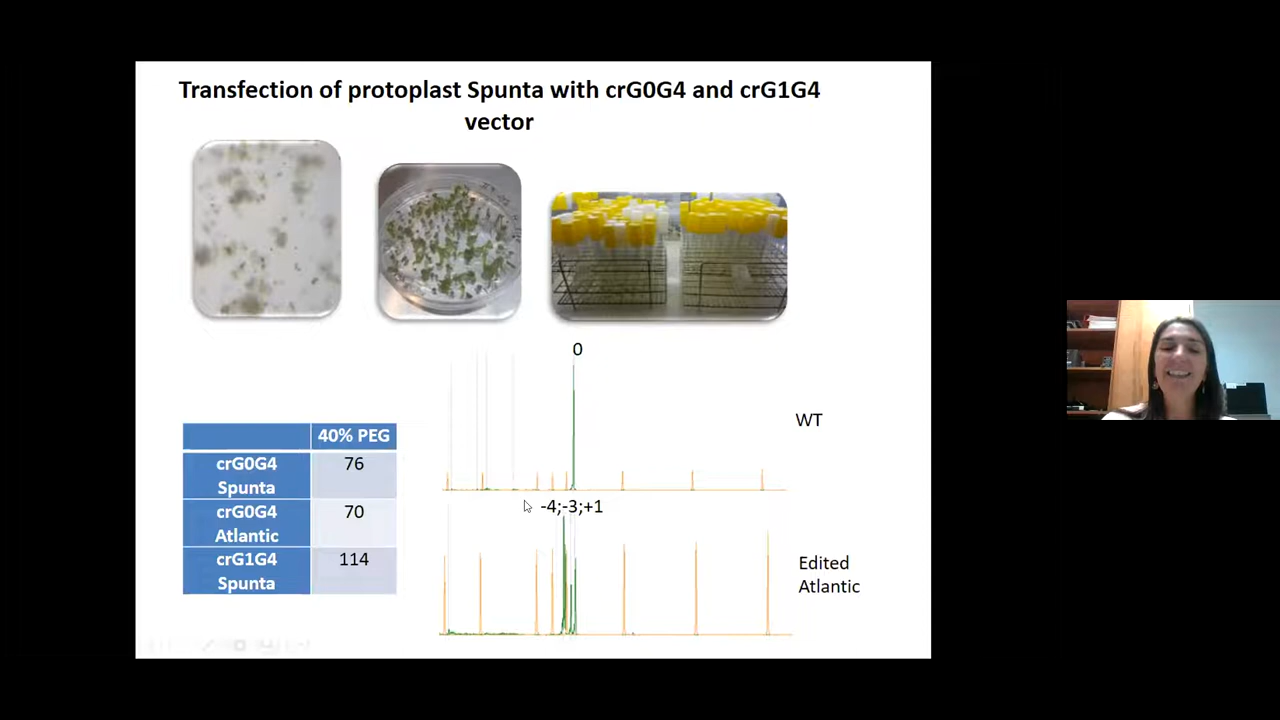 Transfection of protoplast Spunta with crG0G4 and crG1G4
vector
0
WT
40% PEG
crG0G4
Spunta
76
crG0G4
Atlantic
70
crG1G4
Spunta
114
-4;-3;+1
Edited
Atlantic